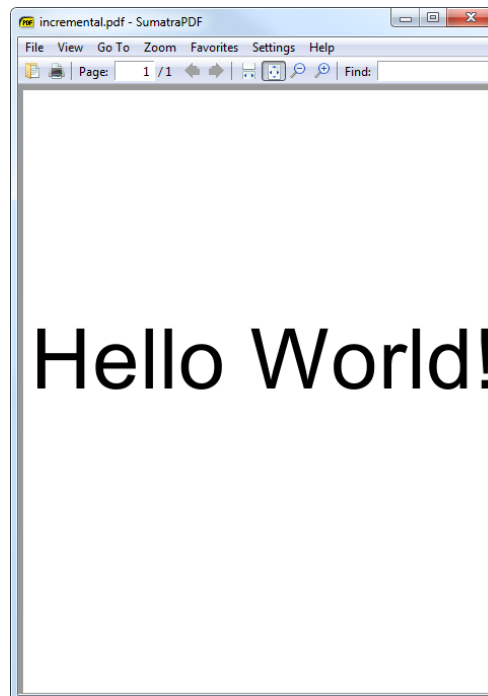 incremental.pdf - SumatraPDF
File View Go To Zoom Favorites Settings Help
Page: 1 / 1 Find:
Hello World!